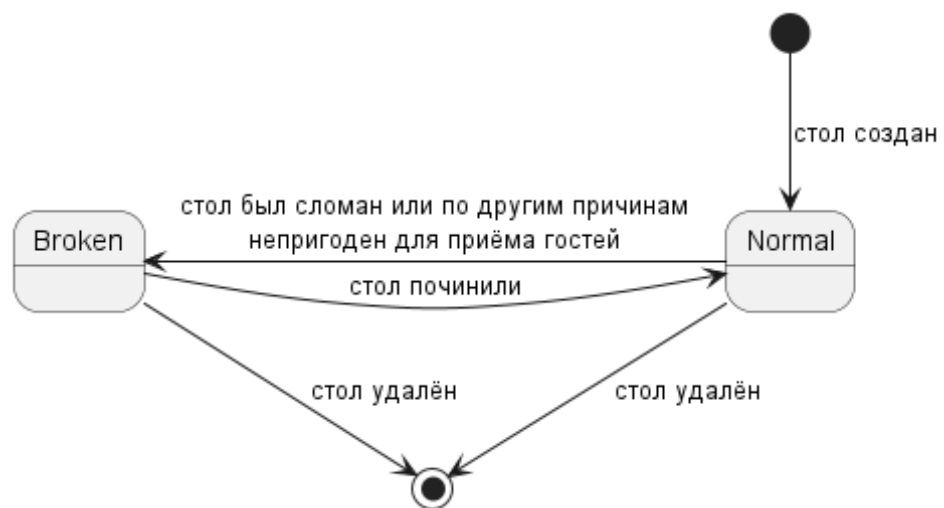 стол создан
стол был сломан или по другим причинам
непригоден для приёма гостей
Broken
Normal
стол починили
стол удалён
стол удалён